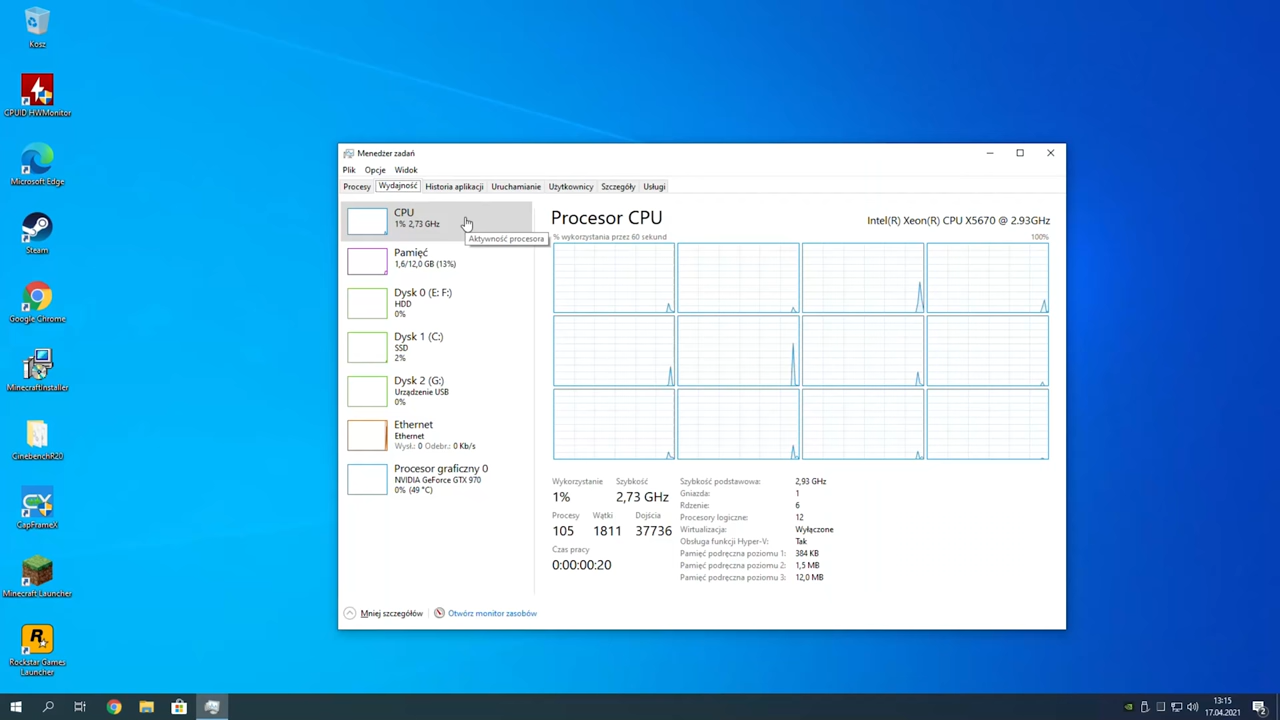 Kosz
CPUID HWMonitor
Microsoft Edge
Steam
Google Chrome
MinecraftInstaller
CinebenchR20
CapFrameX
Minecraft Launcher
Rockstar Games
Launcher
Menedżer zadań
Plik Opcje Widok
Procesy Wydajność Historia aplikacji Uruchamianie Użytkownicy Szczegóły Usługi
CPU
1% 2,73 GHz
Aktywność procesora
Pamięć
1,6/12,0 GB (13%)
Dysk 0 (E: F:)
HDD
0%
Dysk 1 (C:)
SSD
2%
Dysk 2 (G:)
Urządzenie USB
0%
Ethernet
Ethernet
Wysł.: 0 Odebr.: 0 Kb/s
Procesor graficzny 0
NVIDIA GeForce GTX 970
0% (49 °C)
Procesor CPU
Intel(R) Xeon(R) CPU X5670 @ 2.93GHz
% wykorzystania przez 60 sekund 100%
Wykorzystanie Szybkość
1% 2,73 GHz
Procesy Wątki Dojścia
105 1811 37736
Czas pracy
0:00:00:20
Szybkość podstawowa: 2,93 GHz
Gniazda: 1
Rdzenie: 6
Procesory logiczne: 12
Wirtualizacja: Wyłączone
Obsługa funkcji Hyper-V: Tak
Pamięć podręczna poziomu 1: 384 KB
Pamięć podręczna poziomu 2: 1,5 MB
Pamięć podręczna poziomu 3: 12,0 MB
Mniej szczegółów Otwórz monitor zasobów
13:15
17.04.2021
2